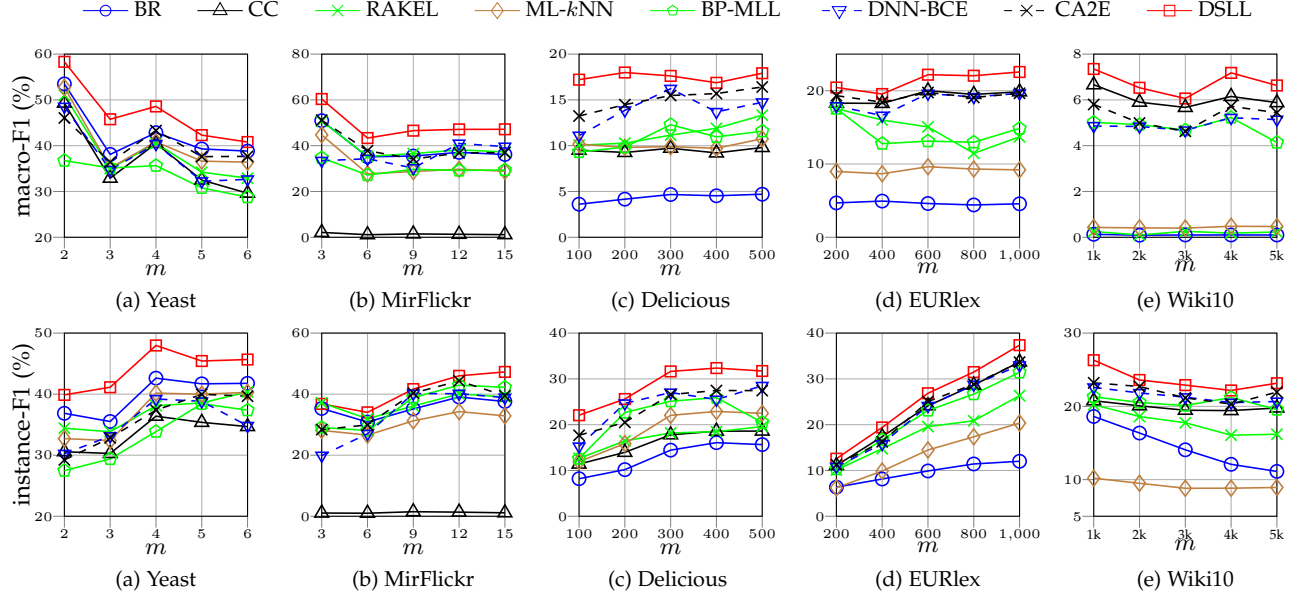 BR CC RAKEL ML-kNN BP-MLL DNN-BCE CA2E DSLL
macro-F1 (%)
60
50
40
30
20
2 3 4 5 6
m
(a) Yeast
60
40
20
0
3 6 9 12 15
m
(b) MirFlickr
20
15
10
5
0
100 200 300 400 500
m
(c) Delicious
20
10
0
200 400 600 800 1,000
m
(d) EURlex
8
6
4
2
0
1k 2k 3k 4k 5k
m
(e) Wiki10
instance-F1 (%)
50
40
30
20
2 3 4 5 6
m
(a) Yeast
60
40
20
0
3 6 9 12 15
m
(b) MirFlickr
40
30
20
10
0
100 200 300 400 500
m
(c) Delicious
40
30
20
10
0
200 400 600 800 1,000
m
(d) EURlex
30
20
10
5
1k 2k 3k 4k 5k
m
(e) Wiki10